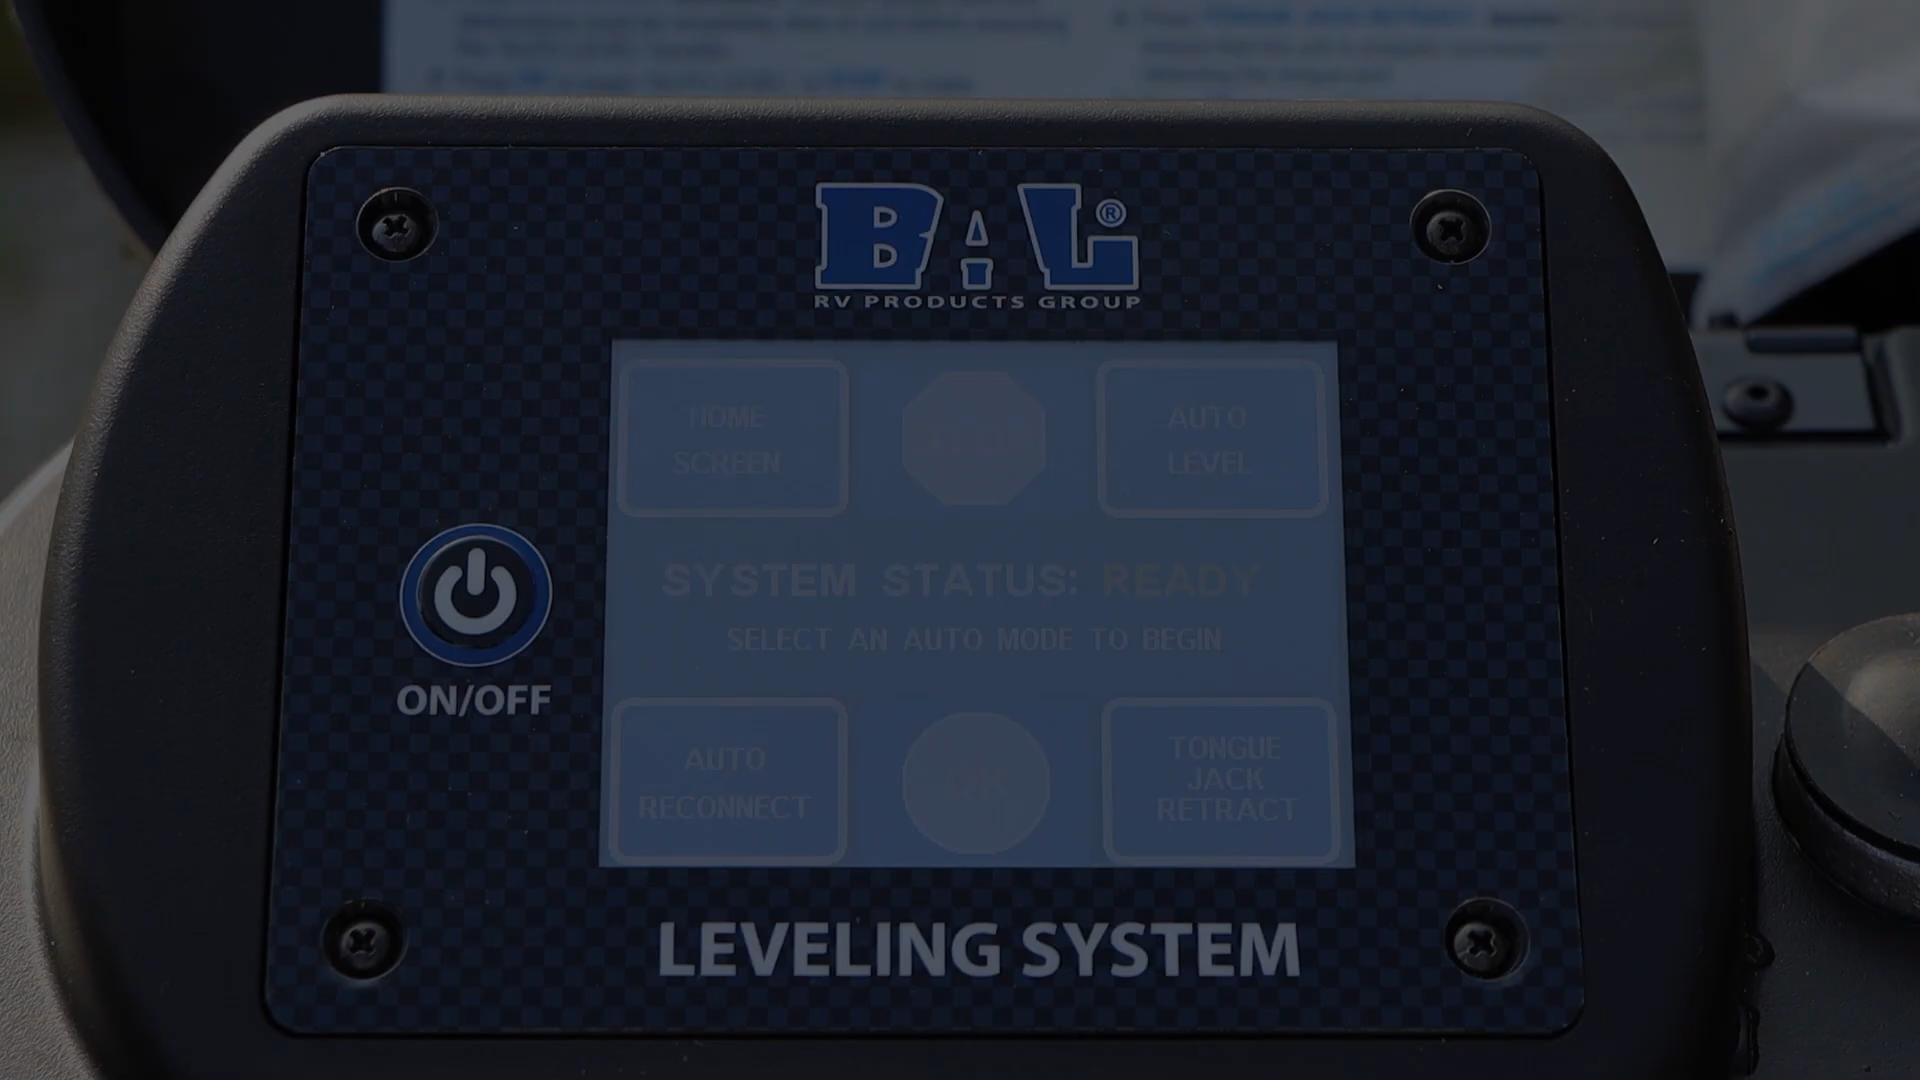 BAL®
RV PRODUCTS GROUP
HOME
SCREEN
AUTO
LEVEL
SYSTEM STATUS: READY
SELECT AN AUTO MODE TO BEGIN
ON/OFF
AUTO
RECONNECT
TONGUE
JACK
RETRACT
LEVELING SYSTEM